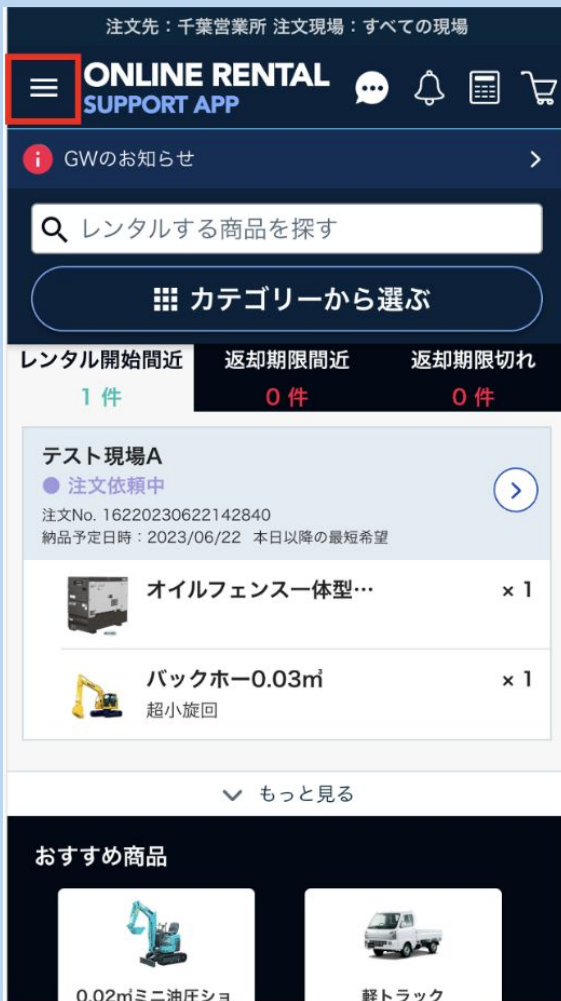 注文先：千葉営業所 注文現場：すべての現場
ONLINE RENTAL
SUPPORT APP
GWのお知らせ
レンタルする商品を探す
カテゴリーから選ぶ
レンタル開始間近 返却期限間近 返却期限切れ
1 件 0 件 0 件
テスト現場A
注文依頼中
注文No. 16220230622142840
納品予定日時：2023/06/22 本日以降の最短希望
オイルフェンス一体型… × 1
バックホー0.03㎥ × 1
超小旋回
もっと見る
おすすめ商品
0.02㎥ミニ油圧ショ 軽トラック